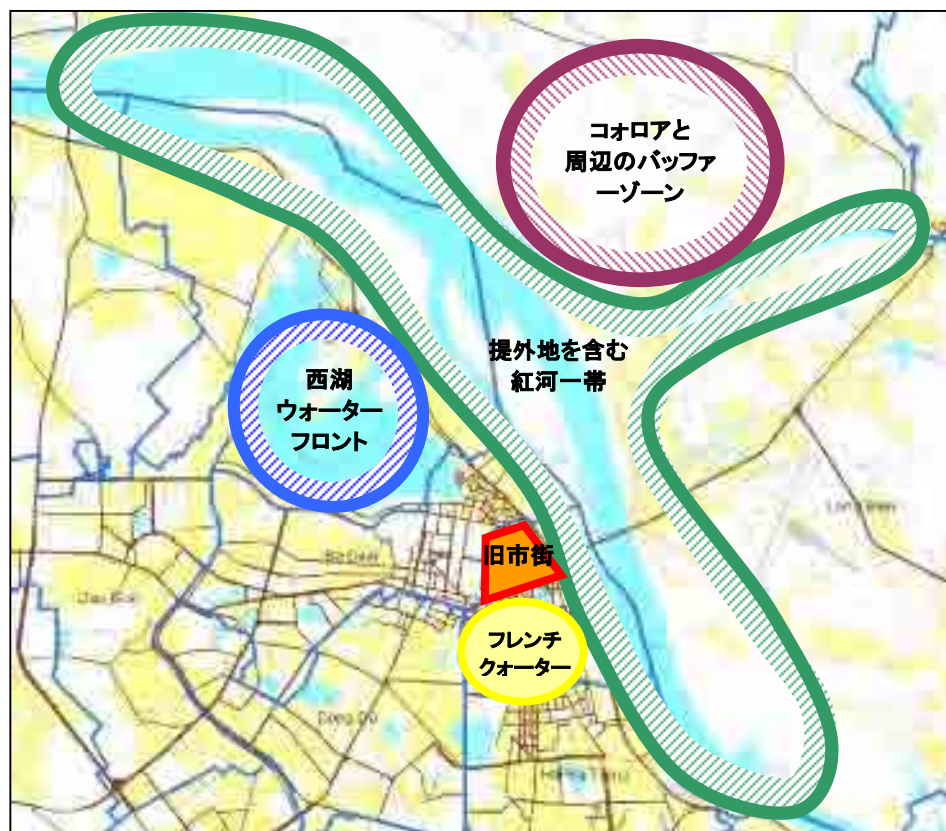 コォロアと
周辺のバッファ
ーゾーン
提外地を含む
紅河一帯
西湖
ウォーター
フロント
旧市街
フレンチ
クォーター